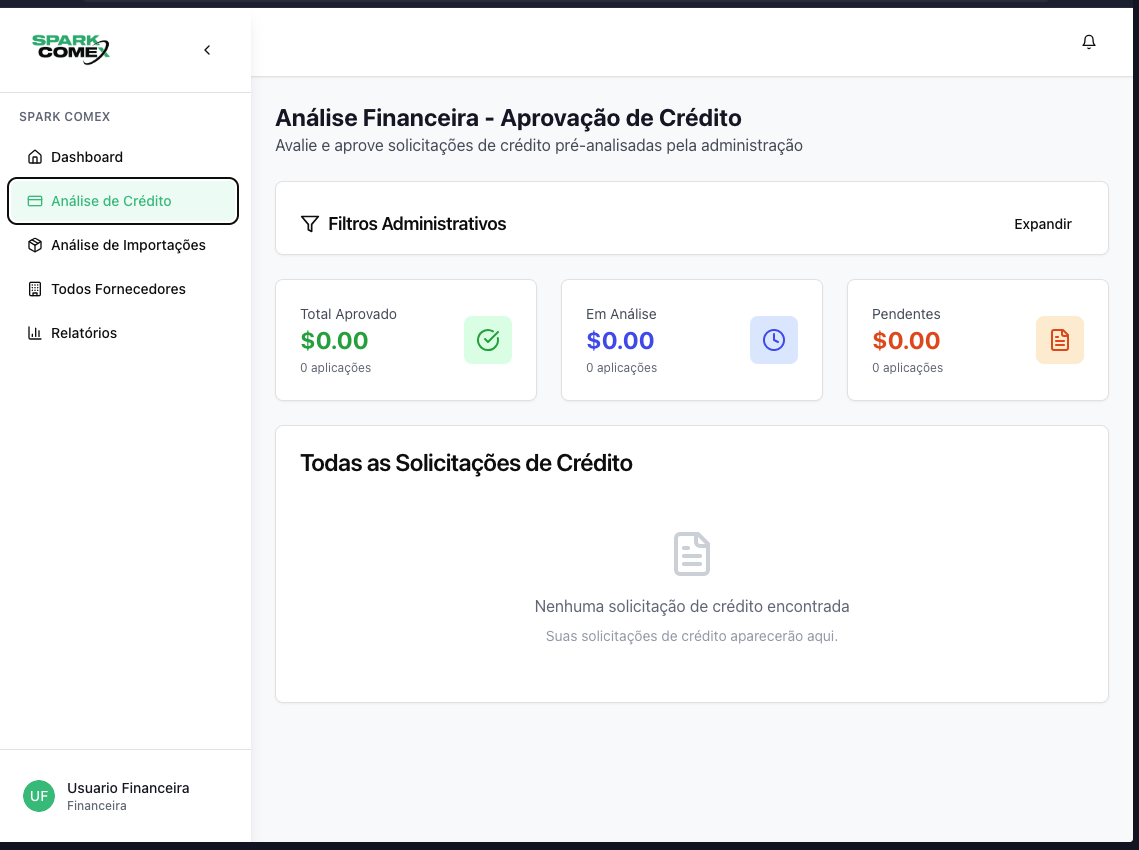 SPARK
COMEX
SPARK COMEX
Dashboard
Análise de Crédito
Análise de Importações
Todos Fornecedores
Relatórios
UF
Usuario Financeira
Financeira
Análise Financeira - Aprovação de Crédito
Avalie e aprove solicitações de crédito pré-analisadas pela administração
Filtros Administrativos
Expandir
Total Aprovado
$0.00
0 aplicações
Em Análise
$0.00
0 aplicações
Pendentes
$0.00
0 aplicações
Todas as Solicitações de Crédito
Nenhuma solicitação de crédito encontrada
Suas solicitações de crédito aparecerão aqui.